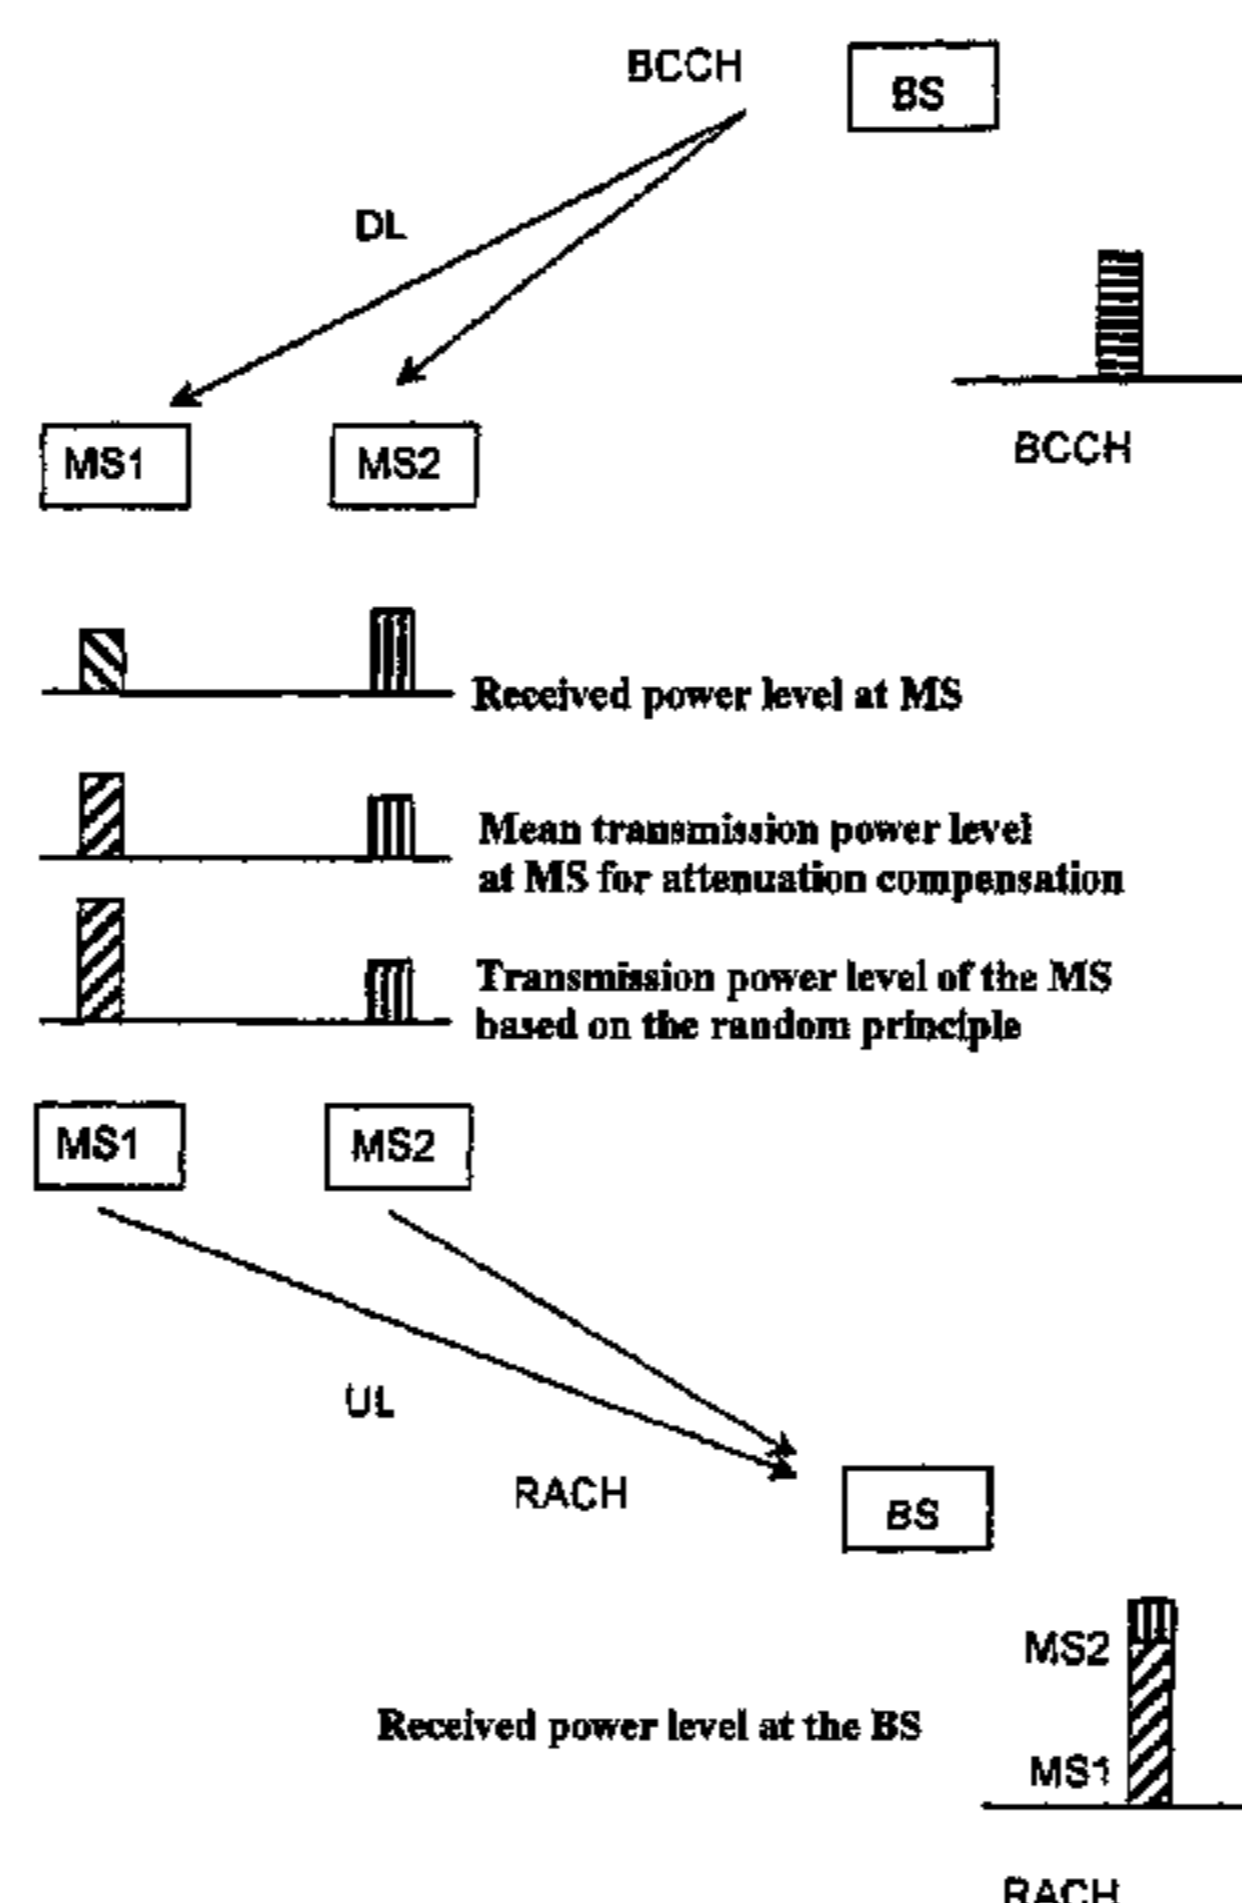 BCCH
BS
DL
BCCH
MS1
MS2
Received power level at MS
Mean transmission power level
at MS for attenuation compensation
Transmission power level of the MS
based on the random principle
MS1
MS2
UL
RACH
BS
MS2
Received power level at the BS
MS1
RACH